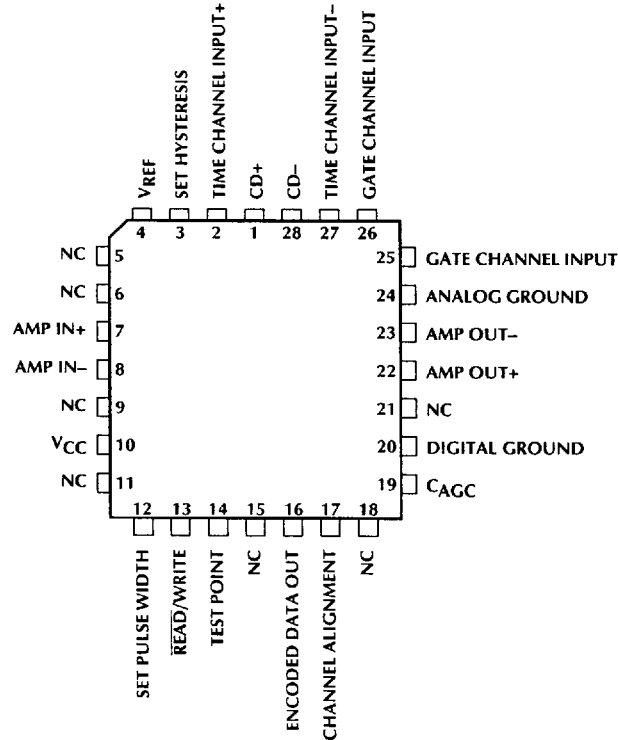 VREF
SET HYSTERESIS
TIME CHANNEL INPUT+
CD+
CD–
TIME CHANNEL INPUT–
GATE CHANNEL INPUT
4 3 2 1 28 27 26
NC 5
NC 6
AMP IN+ 7
AMP IN– 8
NC 9
VCC 10
NC 11
25 GATE CHANNEL INPUT
24 ANALOG GROUND
23 AMP OUT–
22 AMP OUT+
21 NC
20 DIGITAL GROUND
19 CAGC
12 13 14 15 16 17 18
SET PULSE WIDTH
READ/WRITE
TEST POINT
NC
ENCODED DATA OUT
CHANNEL ALIGNMENT
NC